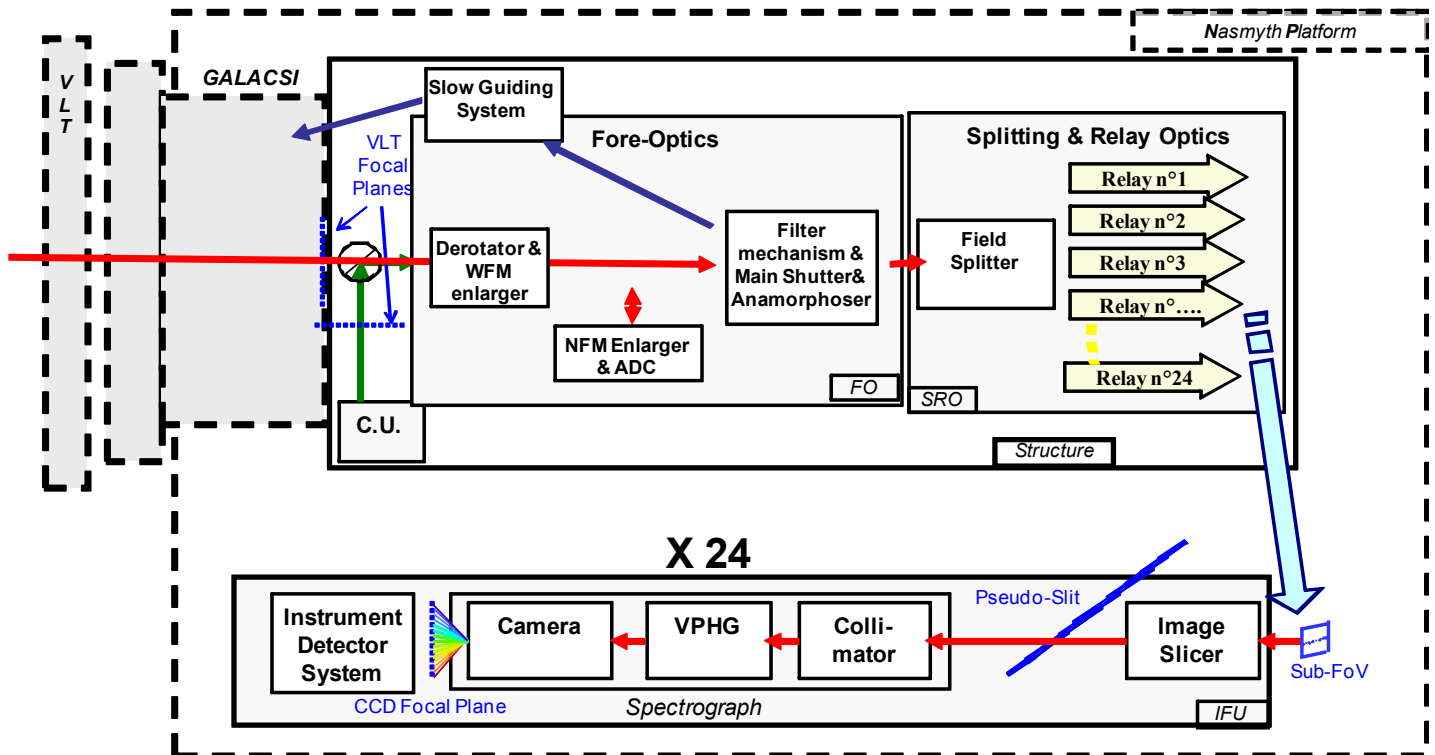 Nasmyth Platform
V
L
T
GALACSI
Slow Guiding
System
VLT
Focal
Planes
Fore-Optics
Derotator &
WFM
enlarger
NFM Enlarger
& ADC
Filter
mechanism &
Main Shutter&
Anamorphoser
FO
C.U.
Splitting & Relay Optics
Field
Splitter
Relay n°1
Relay n°2
Relay n°3
Relay n°….
Relay n°24
SRO
Structure
X 24
Instrument
Detector
System
CCD Focal Plane
Camera
VPHG
Colli-
mator
Spectrograph
Pseudo-Slit
Image
Slicer
Sub-FoV
IFU